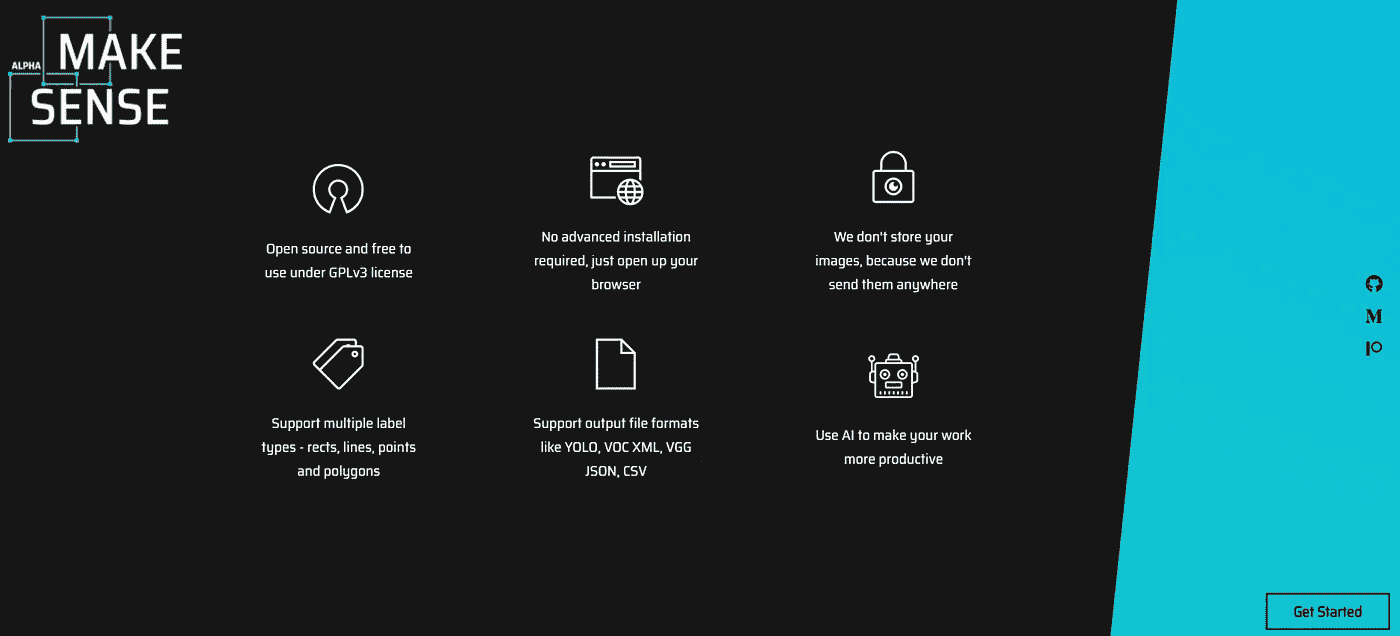 MAKE
ALPHA
SENSE
Open source and free to
use under GPLv3 license
No advanced installation
required, just open up your
browser
We don't store your
images, because we don't
send them anywhere
Support multiple label
types - rects, lines, points
and polygons
Support output file formats
like YOLO, VOC XML, VGG
JSON, CSV
Use AI to make your work
more productive
M
Get Started